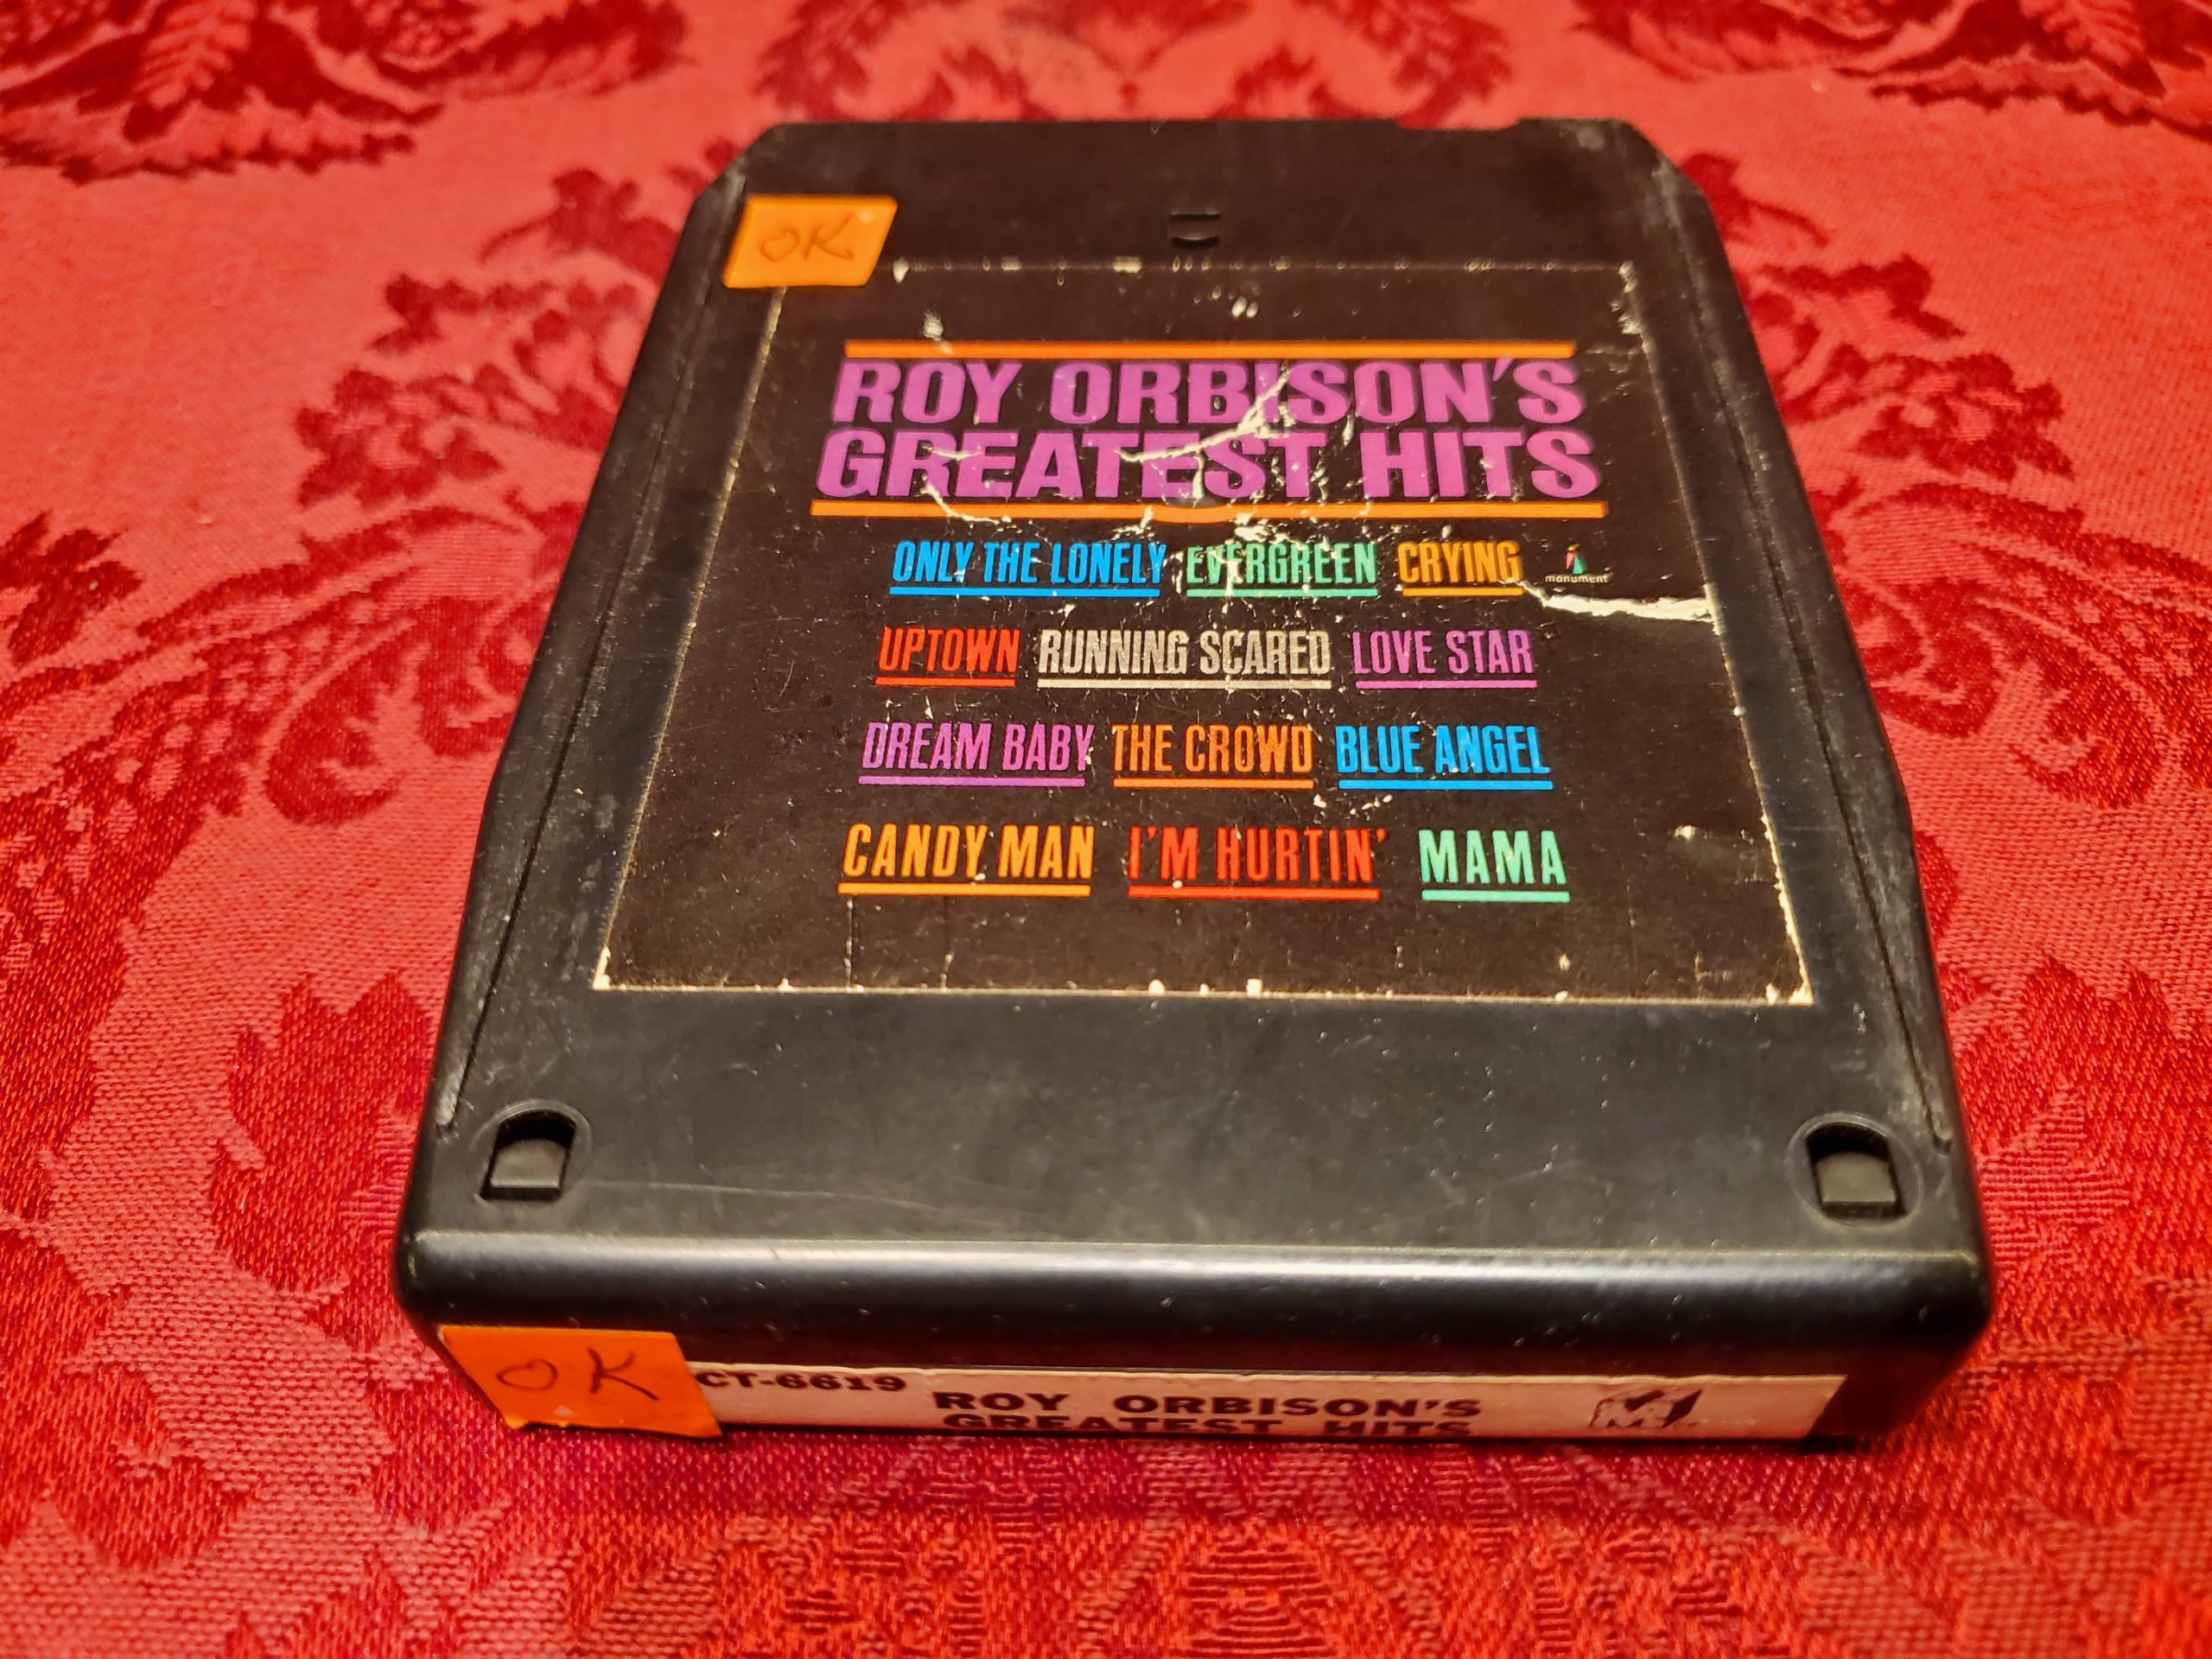 OK
ROY ORBISON'S
GREATEST HITS
ONLY THE LONELY EVERGREEN CRYING
monument
UPTOWN RUNNING SCARED LOVE STAR
DREAM BABY THE CROWD BLUE ANGEL
CANDY MAN I'M HURTIN' MAMA
OK
CT-6619
ROY ORBISON'S
GREATEST HITS